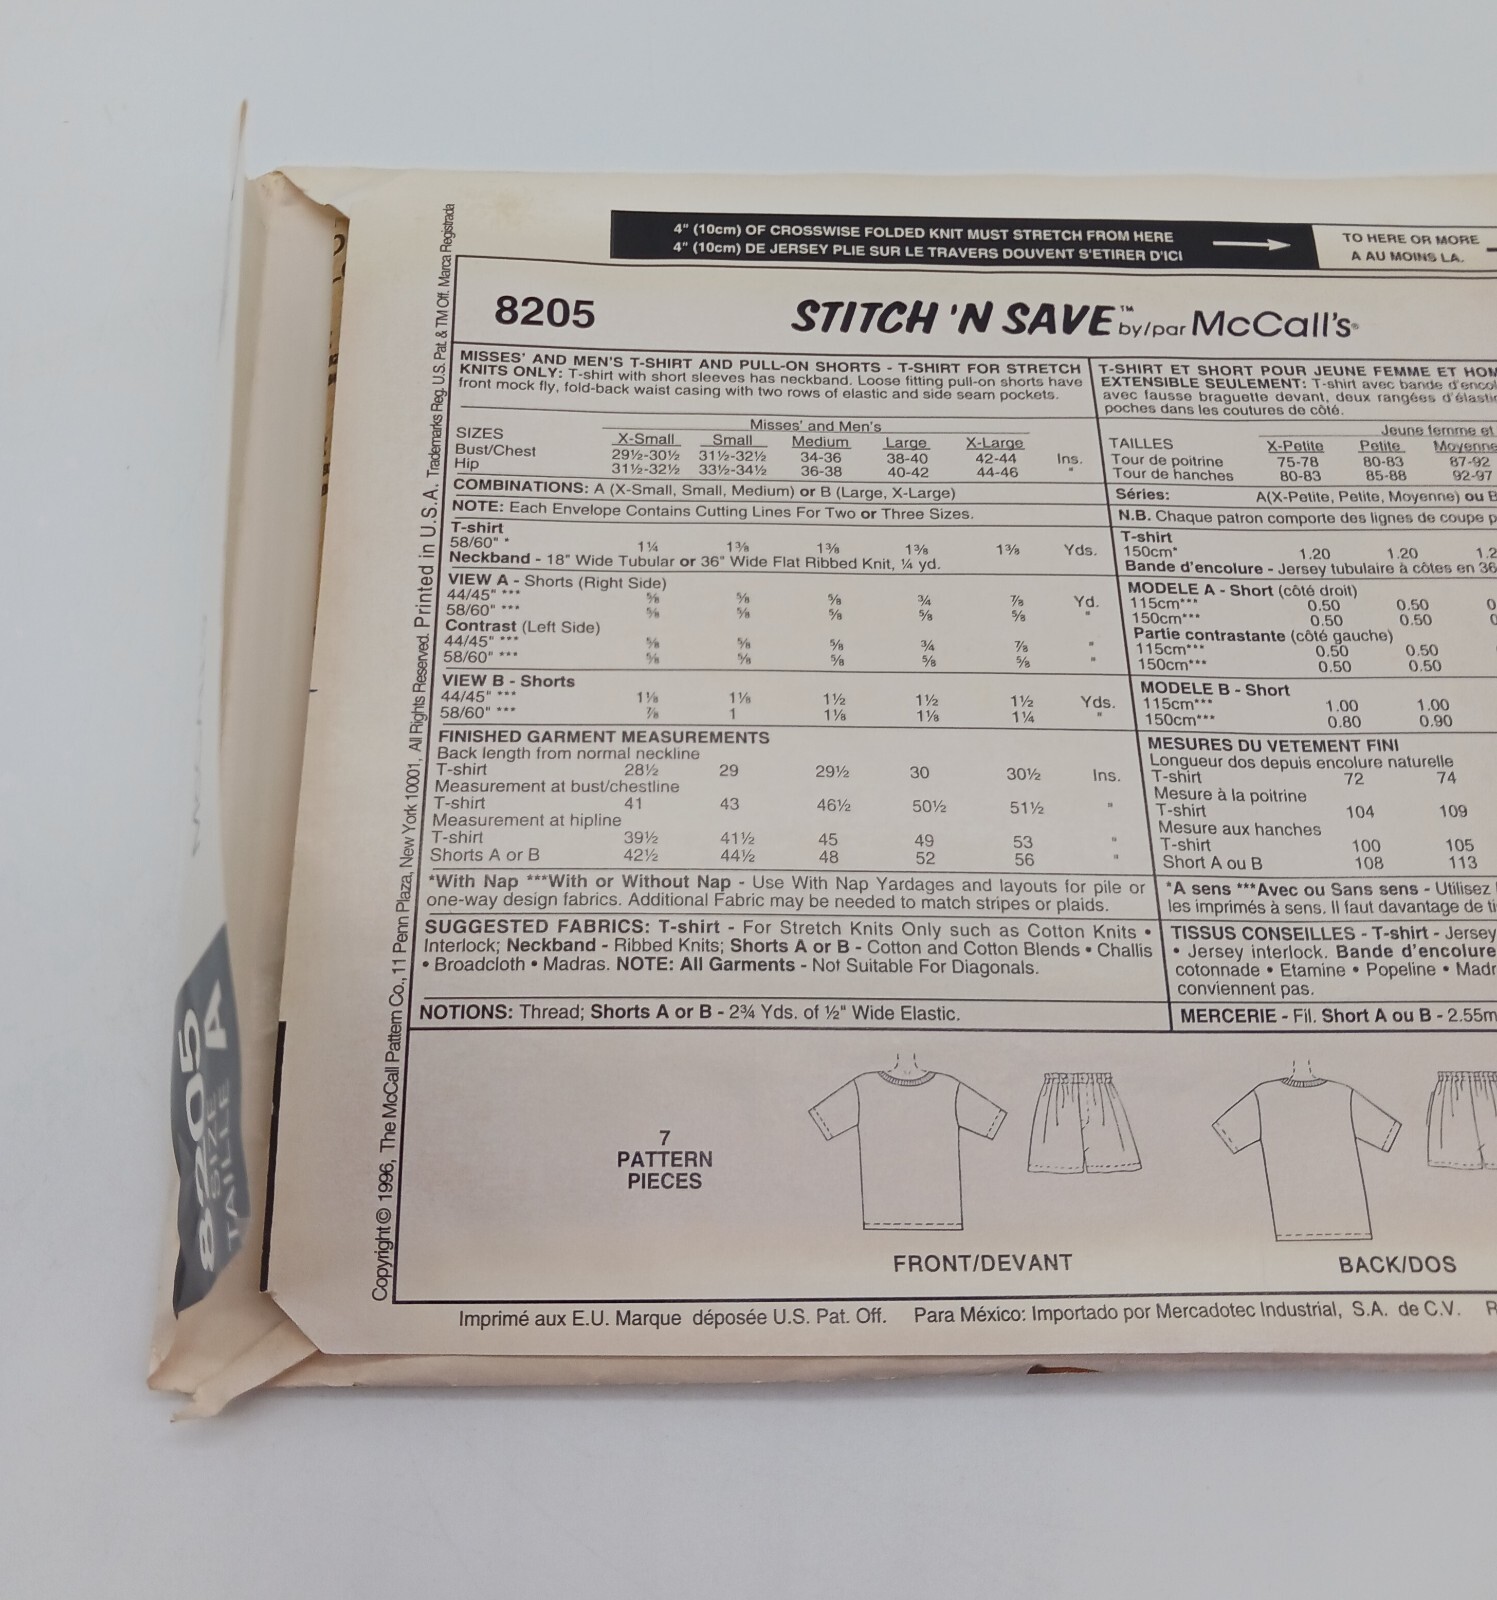 4" (10cm) OF CROSSWISE FOLDED KNIT MUST STRETCH FROM HERE
4" (10cm) DE JERSEY PLIE SUR LE TRAVERS DOUVENT S'ETIRER D'ICI
TO HERE OR MORE
A AU MOINS LA.
8205
STITCH 'N SAVE™ by/par McCall's®
MISSES' AND MEN'S T-SHIRT AND PULL-ON SHORTS - T-SHIRT FOR STRETCH
KNITS ONLY: T-shirt with short sleeves has neckband. Loose fitting pull-on shorts have
front mock fly, fold-back waist casing with two rows of elastic and side seam pockets.
Misses' and Men's
SIZES X-Small Small Medium Large X-Large
Bust/Chest 29½-30½ 31½-32½ 34-36 38-40 42-44 Ins.
Hip 31½-32½ 33½-34½ 36-38 40-42 44-46 "
COMBINATIONS: A (X-Small, Small, Medium) or B (Large, X-Large)
NOTE: Each Envelope Contains Cutting Lines For Two or Three Sizes.
T-shirt
58/60" * 1¼ 1⅜ 1⅜ 1⅜ 1⅜ Yds.
Neckband - 18" Wide Tubular or 36" Wide Flat Ribbed Knit, ¼ yd.
VIEW A - Shorts (Right Side)
44/45" *** ⅝ ⅝ ⅝ ¾ ⅞ Yd.
58/60" *** ⅝ ⅝ ⅝ ⅝ ⅝ "
Contrast (Left Side)
44/45" *** ⅝ ⅝ ⅝ ¾ ⅞ "
58/60" *** ⅝ ⅝ ⅝ ⅝ ⅝ "
VIEW B - Shorts
44/45" *** 1⅛ 1⅛ 1½ 1½ 1½ Yds.
58/60" *** ⅞ 1 1⅛ 1⅛ 1¼ "
FINISHED GARMENT MEASUREMENTS
Back length from normal neckline
T-shirt 28½ 29 29½ 30 30½ Ins.
Measurement at bust/chestline
T-shirt 41 43 46½ 50½ 51½ "
Measurement at hipline
T-shirt 39½ 41½ 45 49 53 "
Shorts A or B 42½ 44½ 48 52 56 "
*With Nap ***With or Without Nap - Use With Nap Yardages and layouts for pile or
one-way design fabrics. Additional Fabric may be needed to match stripes or plaids.
SUGGESTED FABRICS: T-shirt - For Stretch Knits Only such as Cotton Knits •
Interlock; Neckband - Ribbed Knits; Shorts A or B - Cotton and Cotton Blends • Challis
• Broadcloth • Madras. NOTE: All Garments - Not Suitable For Diagonals.
NOTIONS: Thread; Shorts A or B - 2¾ Yds. of ½" Wide Elastic.
T-SHIRT ET SHORT POUR JEUNE FEMME ET HOM
EXTENSIBLE SEULEMENT: T-shirt avec bande d'encol
avec fausse braguette devant, deux rangées d'élastic
poches dans les coutures de côté.
Jeune femme et
TAILLES X-Petite Petite Moyenne
Tour de poitrine 75-78 80-83 87-92
Tour de hanches 80-83 85-88 92-97
Séries: A(X-Petite, Petite, Moyenne) ou B
N.B. Chaque patron comporte des lignes de coupe p
T-shirt
150cm* 1.20 1.20 1.2
Bande d'encolure - Jersey tubulaire à côtes en 36
MODELE A - Short (côté droit)
115cm*** 0.50 0.50 0
150cm*** 0.50 0.50 0
Partie contrastante (côté gauche)
115cm*** 0.50 0.50
150cm*** 0.50 0.50
MODELE B - Short
115cm*** 1.00 1.00
150cm*** 0.80 0.90
MESURES DU VETEMENT FINI
Longueur dos depuis encolure naturelle
T-shirt 72 74
Mesure à la poitrine
T-shirt 104 109
Mesure aux hanches
T-shirt 100 105
Short A ou B 108 113
*A sens ***Avec ou Sans sens - Utilisez
les imprimés à sens. Il faut davantage de ti
TISSUS CONSEILLES - T-shirt - Jersey
• Jersey interlock. Bande d'encolure
cotonnade • Etamine • Popeline • Madr
conviennent pas.
MERCERIE - Fil. Short A ou B - 2.55m
7
PATTERN
PIECES
FRONT/DEVANT
BACK/DOS
Imprimé aux E.U. Marque déposée U.S. Pat. Off. Para México: Importado por Mercadotec Industrial, S.A. de C.V. R
Copyright © 1996, The McCall Pattern Co., 11 Penn Plaza, New York 10001, All Rights Reserved. Printed in U.S.A. Trademarks Reg. U.S. Pat. & TM Off. Marca Registrada
8205
SIZE
TAILLE A